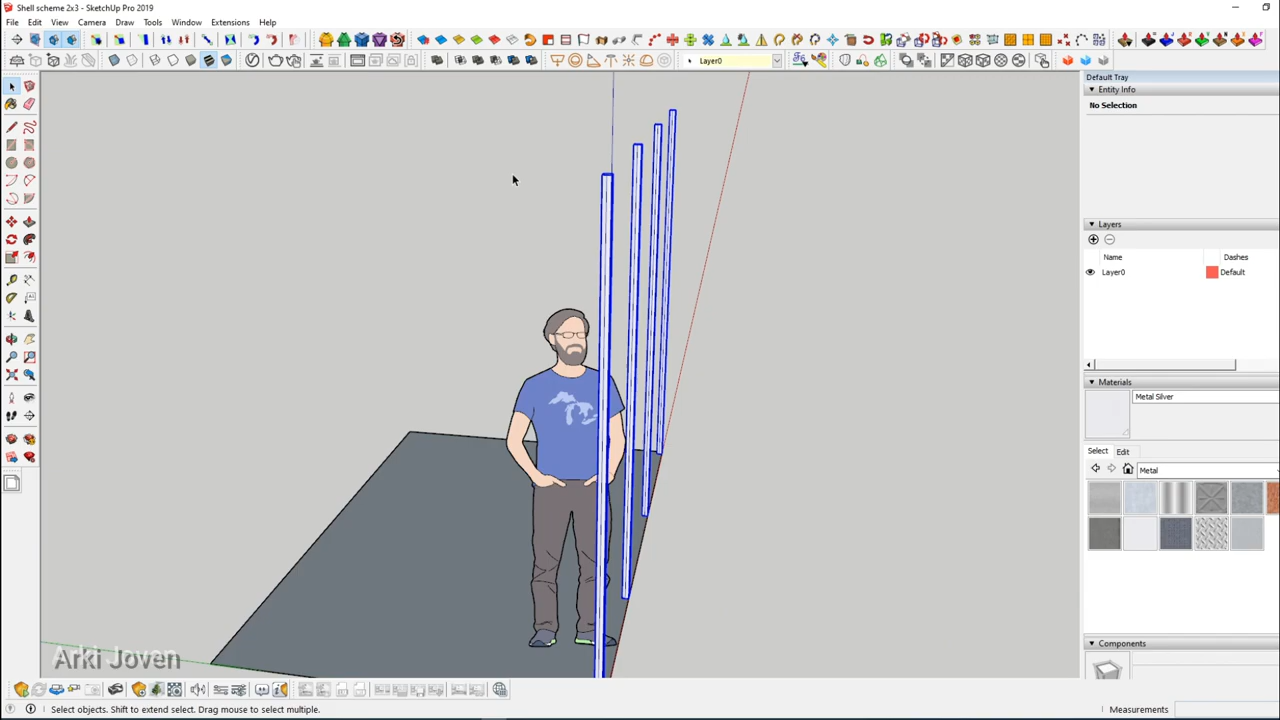 Shell scheme 2x3 - SketchUp Pro 2019
File Edit View Camera Draw Tools Window Extensions Help
Layer0
Default Tray
Entity Info
No Selection
Layers
Name Dashes
Layer0 Default
Materials
Metal Silver
Select Edit
Metal
Components
Arki Joven
Select objects. Shift to extend select. Drag mouse to select multiple.
Measurements